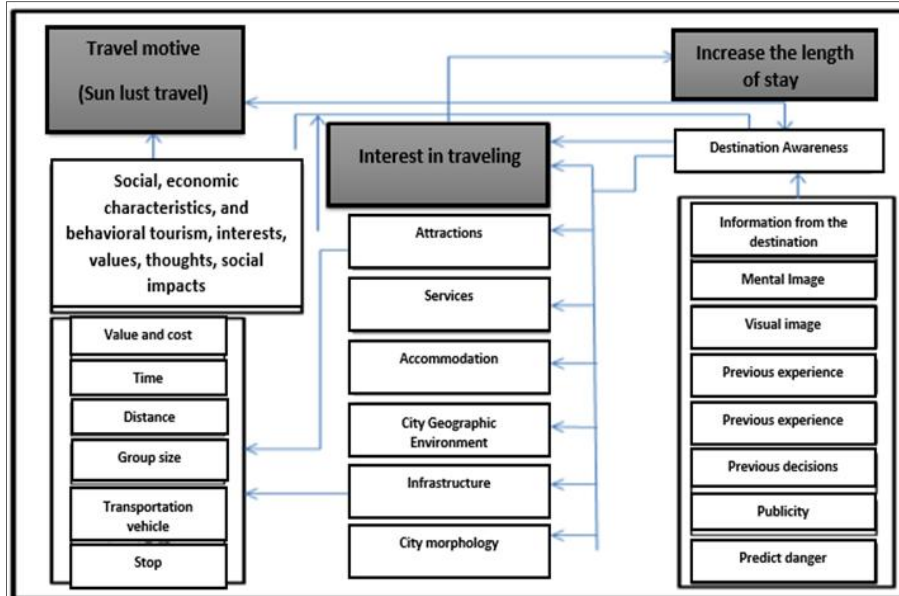 Travel motive
(Sun lust travel)
Increase the length
of stay
Interest in traveling
Destination Awareness
Social, economic
characteristics, and
behavioral tourism, interests,
values, thoughts, social
impacts
Value and cost
Time
Distance
Group size
Transportation
vehicle
Stop
Attractions
Services
Accommodation
City Geographic
Environment
Infrastructure
City morphology
Information from the
destination
Mental Image
Visual image
Previous experience
Previous experience
Previous decisions
Publicity
Predict danger